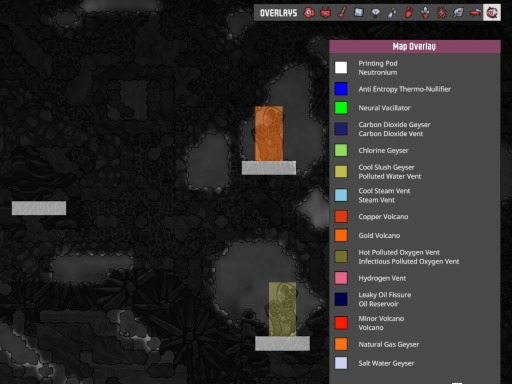 OVERLAYS
Map Overlay
Printing Pod
Neutronium
Anti Entropy Thermo-Nullifier
Neural Vacillator
Carbon Dioxide Geyser
Carbon Dioxide Vent
Chlorine Geyser
Cool Slush Geyser
Polluted Water Vent
Cool Steam Vent
Steam Vent
Copper Volcano
Gold Volcano
Hot Polluted Oxygen Vent
Infectious Polluted Oxygen Vent
Hydrogen Vent
Leaky Oil Fissure
Oil Reservoir
Minor Volcano
Volcano
Natural Gas Geyser
Salt Water Geyser